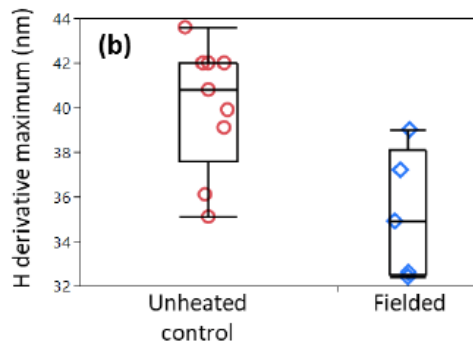 (b)
H derivative maximum (nm)
44
42
40
38
36
34
32
Unheated
control
Fielded